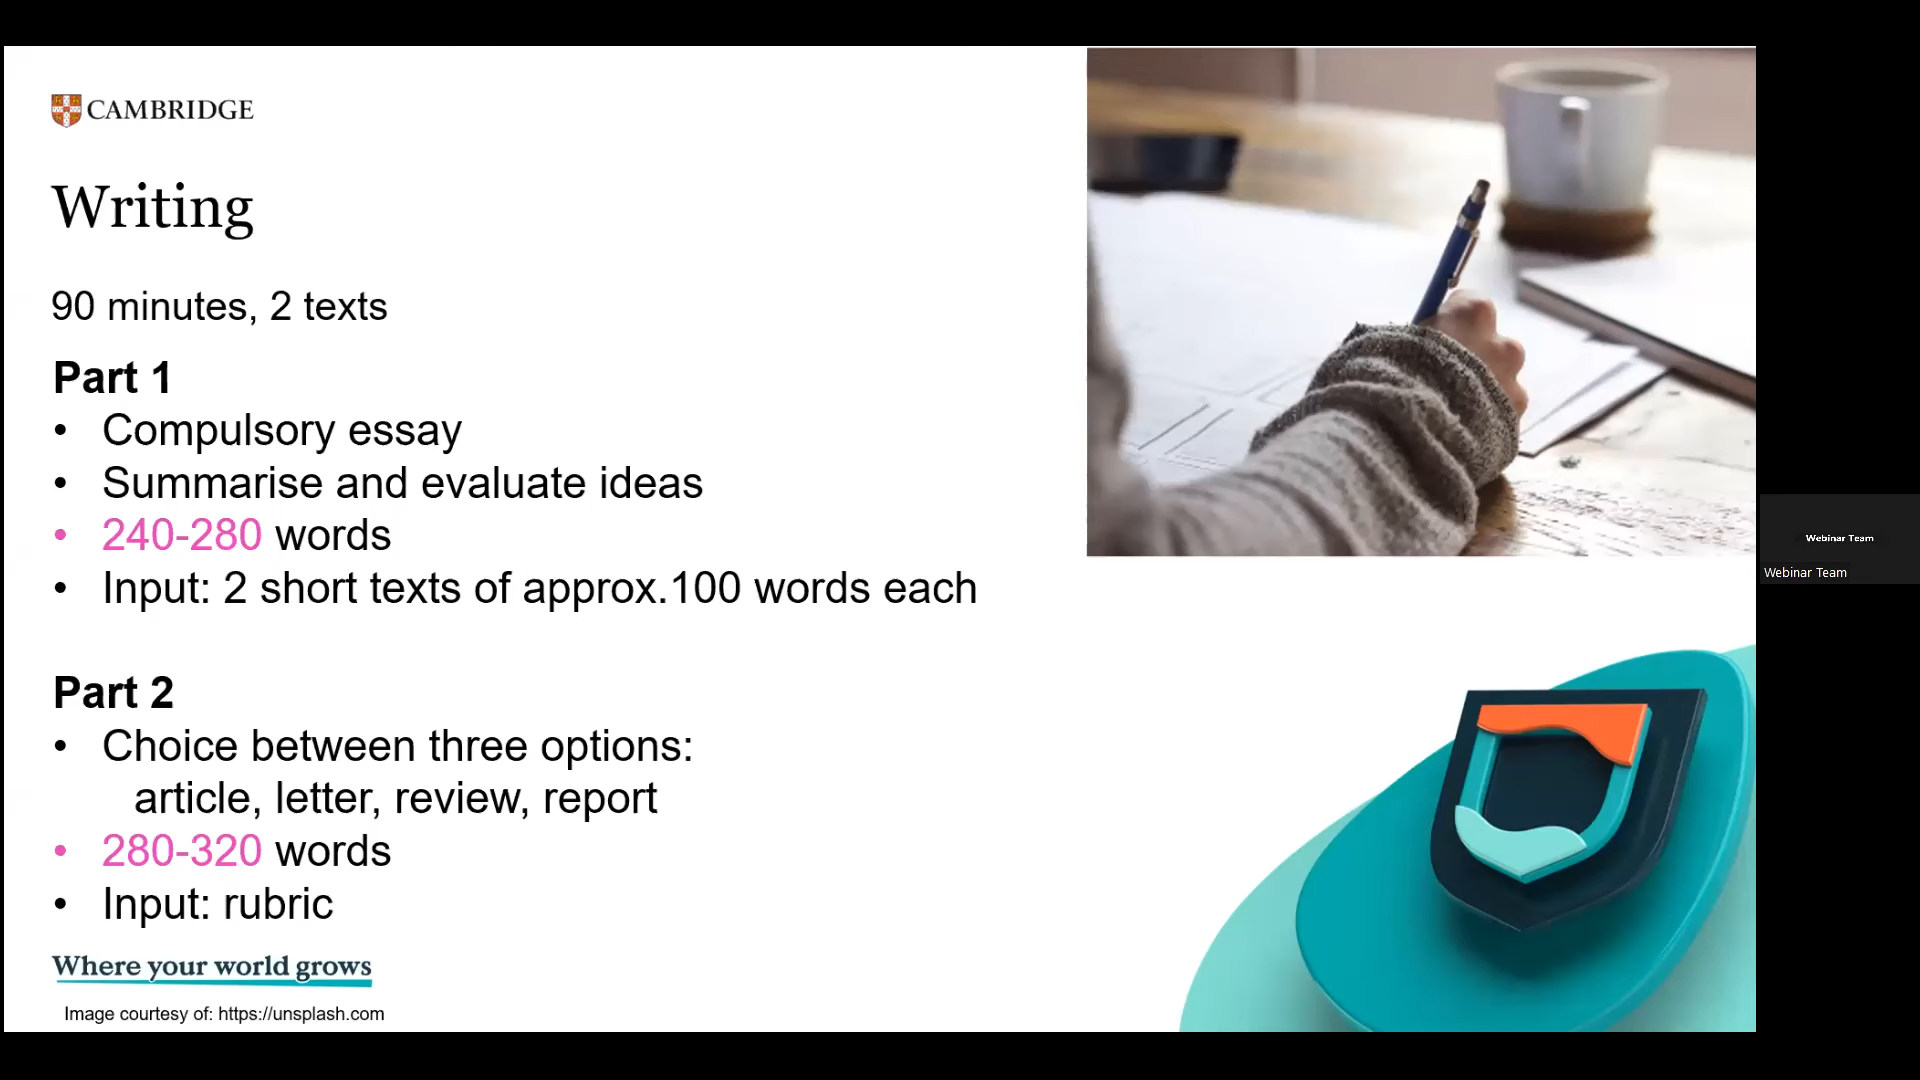 CAMBRIDGE
Writing
90 minutes, 2 texts
Part 1
• Compulsory essay
• Summarise and evaluate ideas
• 240-280 words
• Input: 2 short texts of approx.100 words each
Part 2
• Choice between three options:
article, letter, review, report
• 280-320 words
• Input: rubric
Where your world grows
Image courtesy of: https://unsplash.com
Webinar Team
Webinar Team